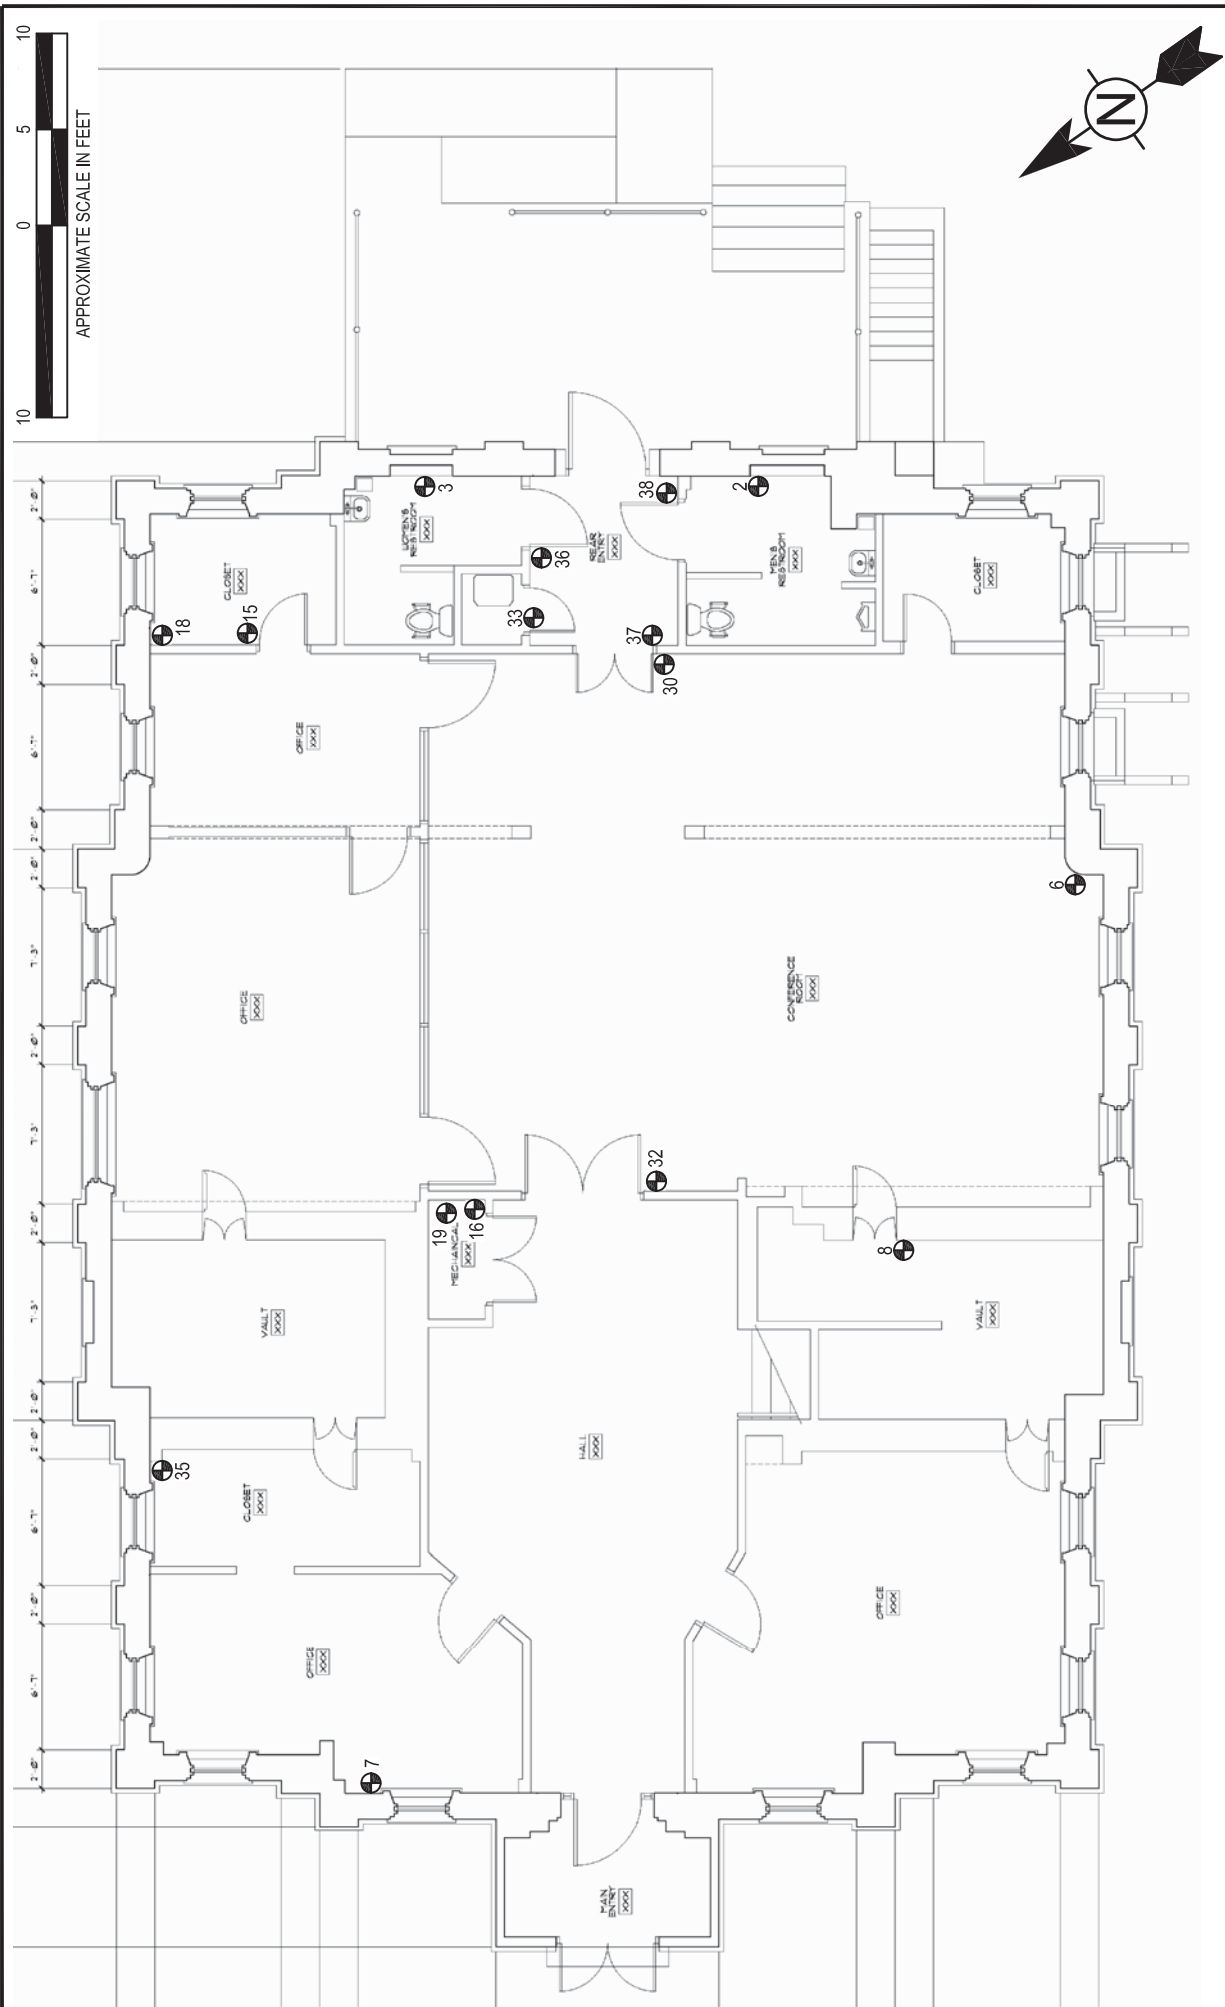 10
5
0
10
APPROXIMATE SCALE IN FEET
N
2'-0"
6'-7"
2'-0"
6'-7"
2'-0"
2'-0"
7'-3"
2'-0"
7'-3"
2'-0"
7'-3"
2'-0"
2'-0"
6'-7"
2'-0"
6'-7"
2'-0"
CLOSET
XXX
18
15
WOMEN'S
RESTROOM
XXX
3
36
33
REAR
ENTRY
XXX
38
37
30
2
MEN'S
RESTROOM
XXX
CLOSET
XXX
OFFICE
XXX
6
OFFICE
XXX
CONFERENCE
ROOM
XXX
32
19
16
MECHANICAL
XXX
8
VAULT
XXX
VAULT
XXX
35
CLOSET
XXX
HALL
XXX
OFFICE
XXX
OFFICE
XXX
7
MAIN
ENTRY
XXX